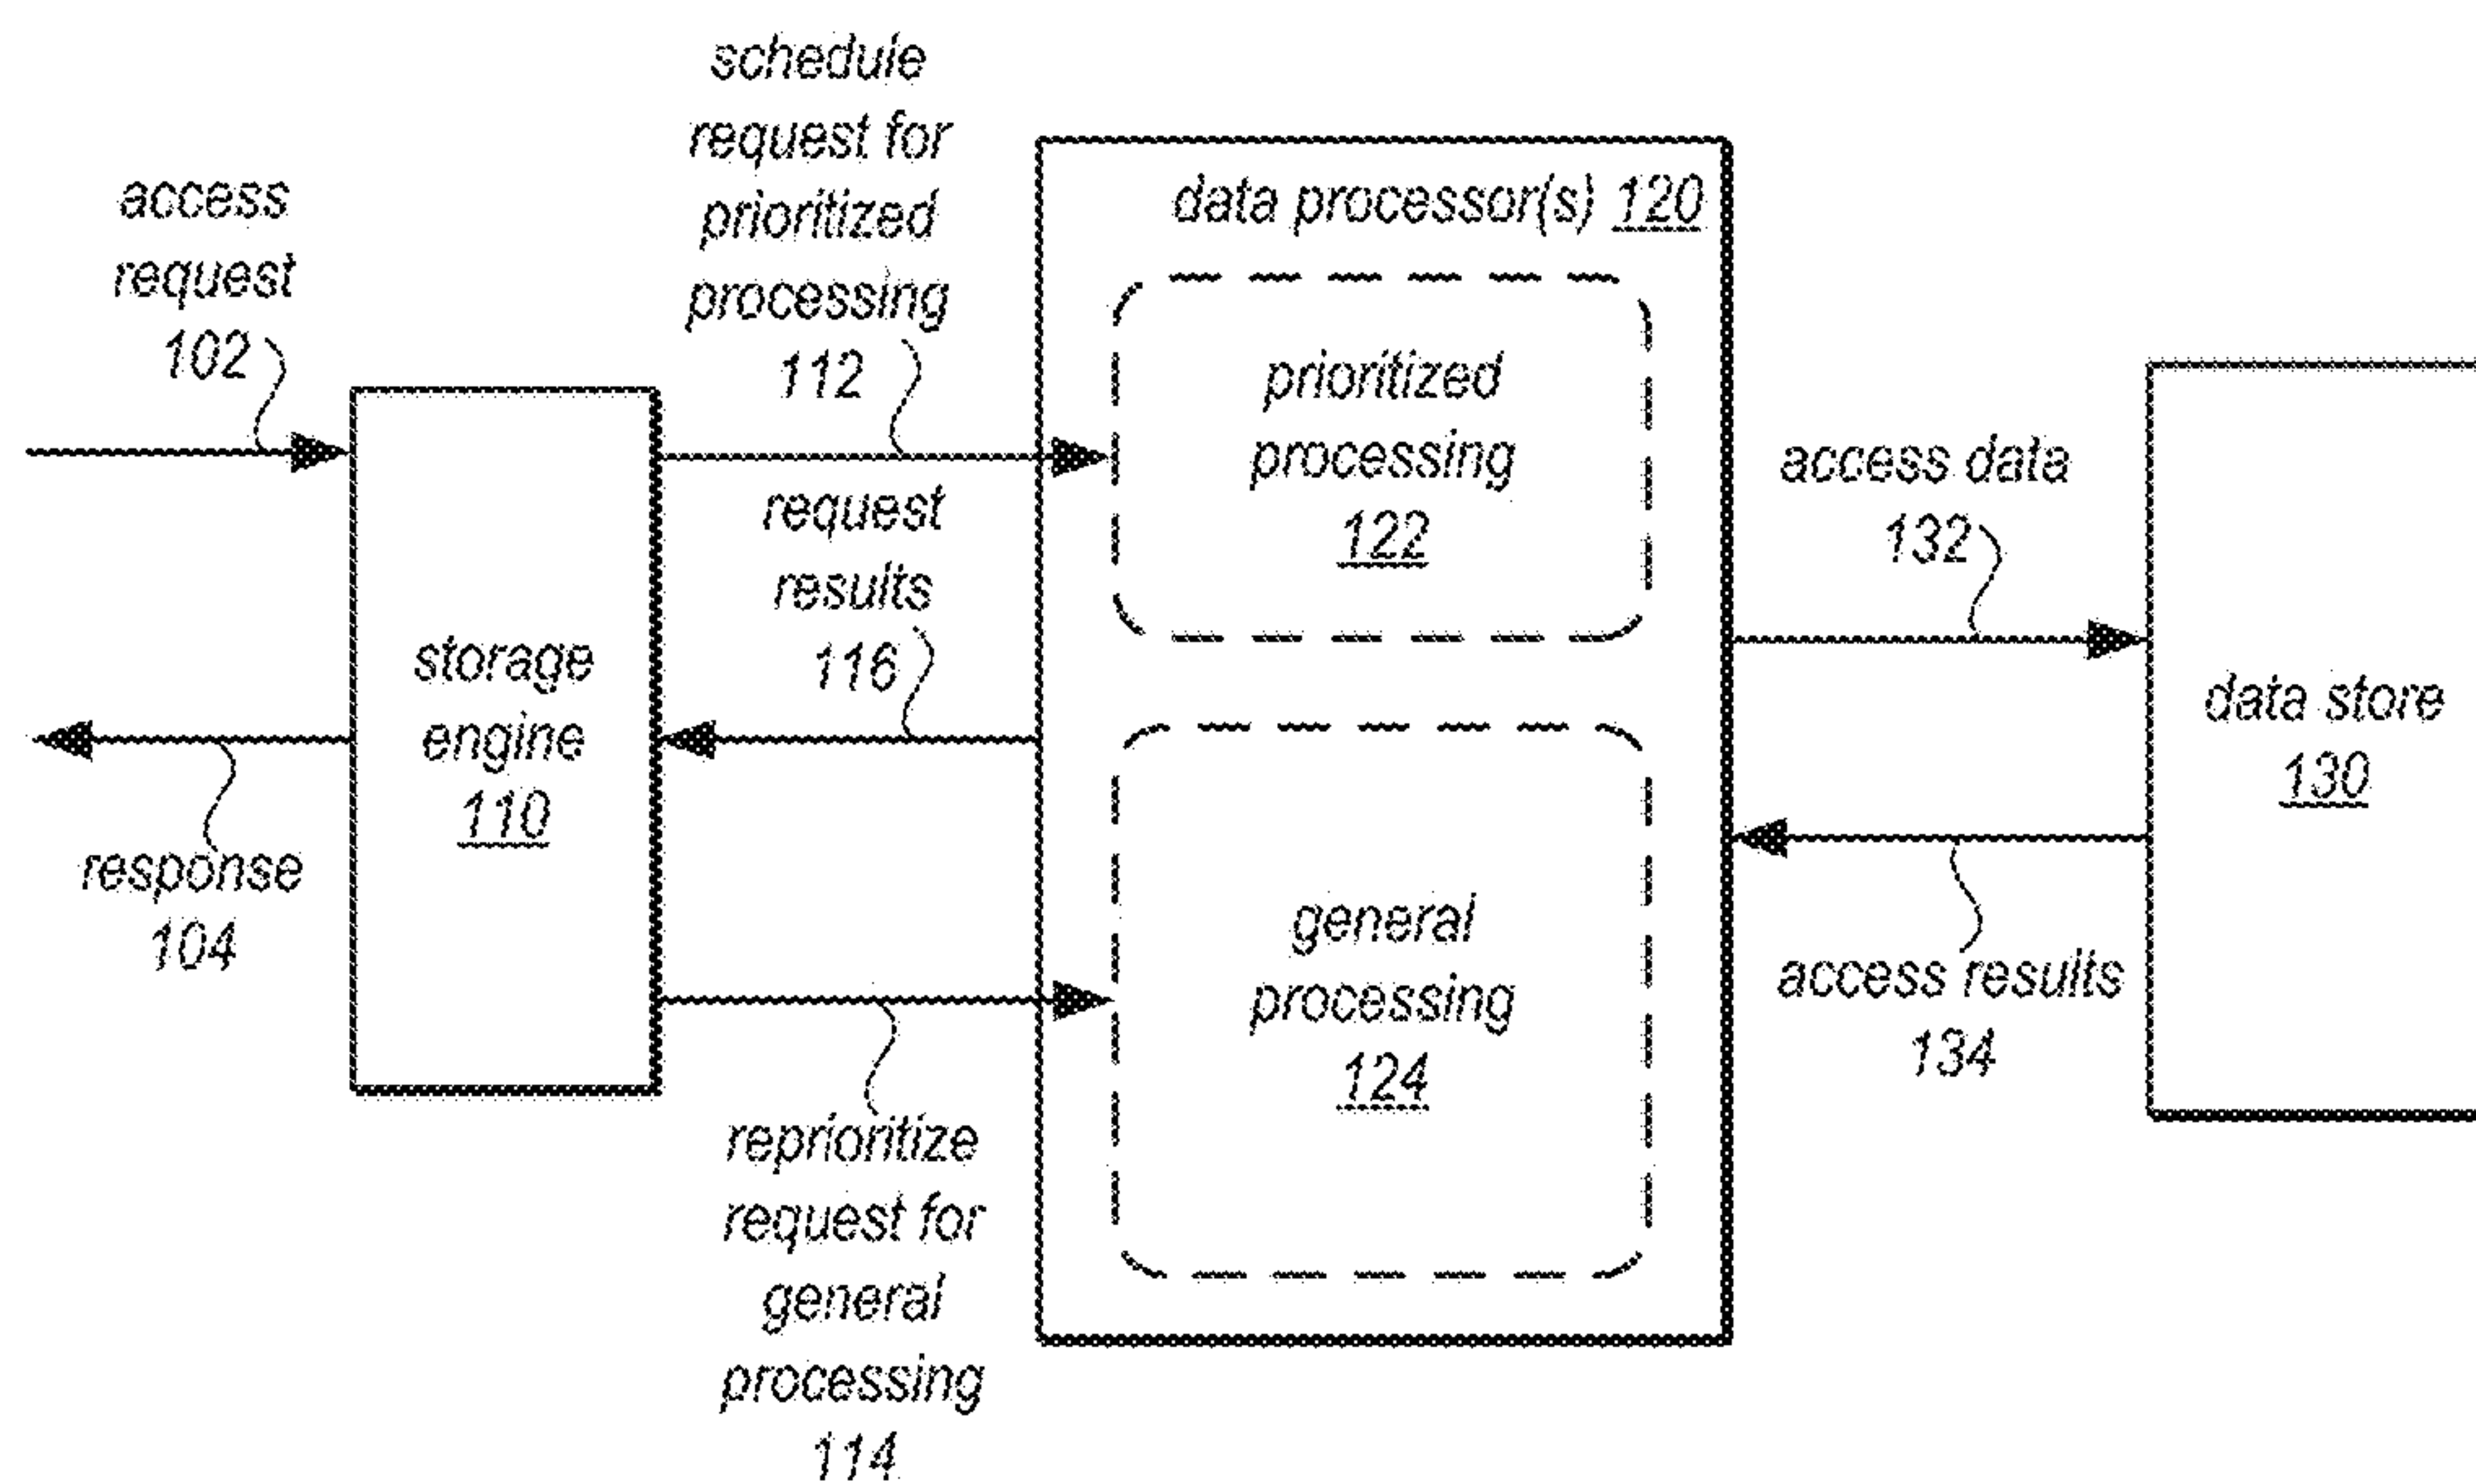 access
request
102
schedule
request for
prioritized
processing
112
request
results
116
storage
engine
110
response
104
reprioritize
request for
general
processing
114
data processor(s) 120
prioritized
processing
122
general
processing
124
access data
132
access results
134
data store
130